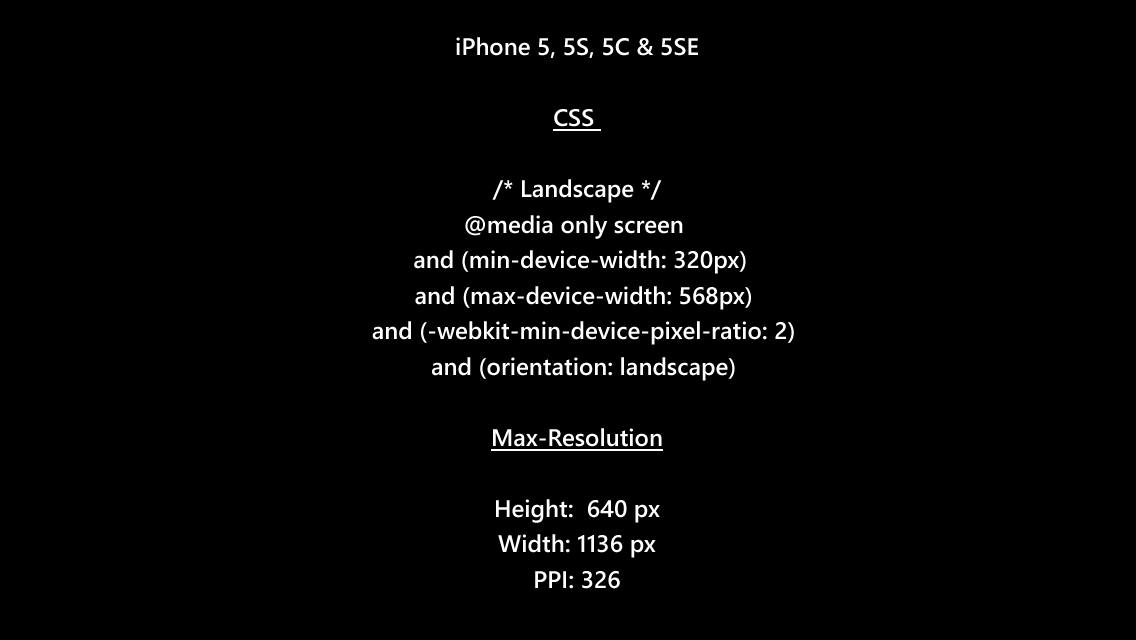 iPhone 5, 5S, 5C & 5SE
CSS
/* Landscape */
@media only screen
and (min-device-width: 320px)
and (max-device-width: 568px)
and (-webkit-min-device-pixel-ratio: 2)
and (orientation: landscape)
Max-Resolution
Height:  640 px
Width: 1136 px
PPI: 326